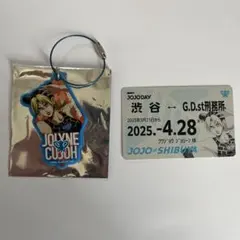 JOLYNE
CUJOH
JOJODAY
渋谷 ↔ G.D.st刑務所
2025.-4.28
JOJO SHIBUYA